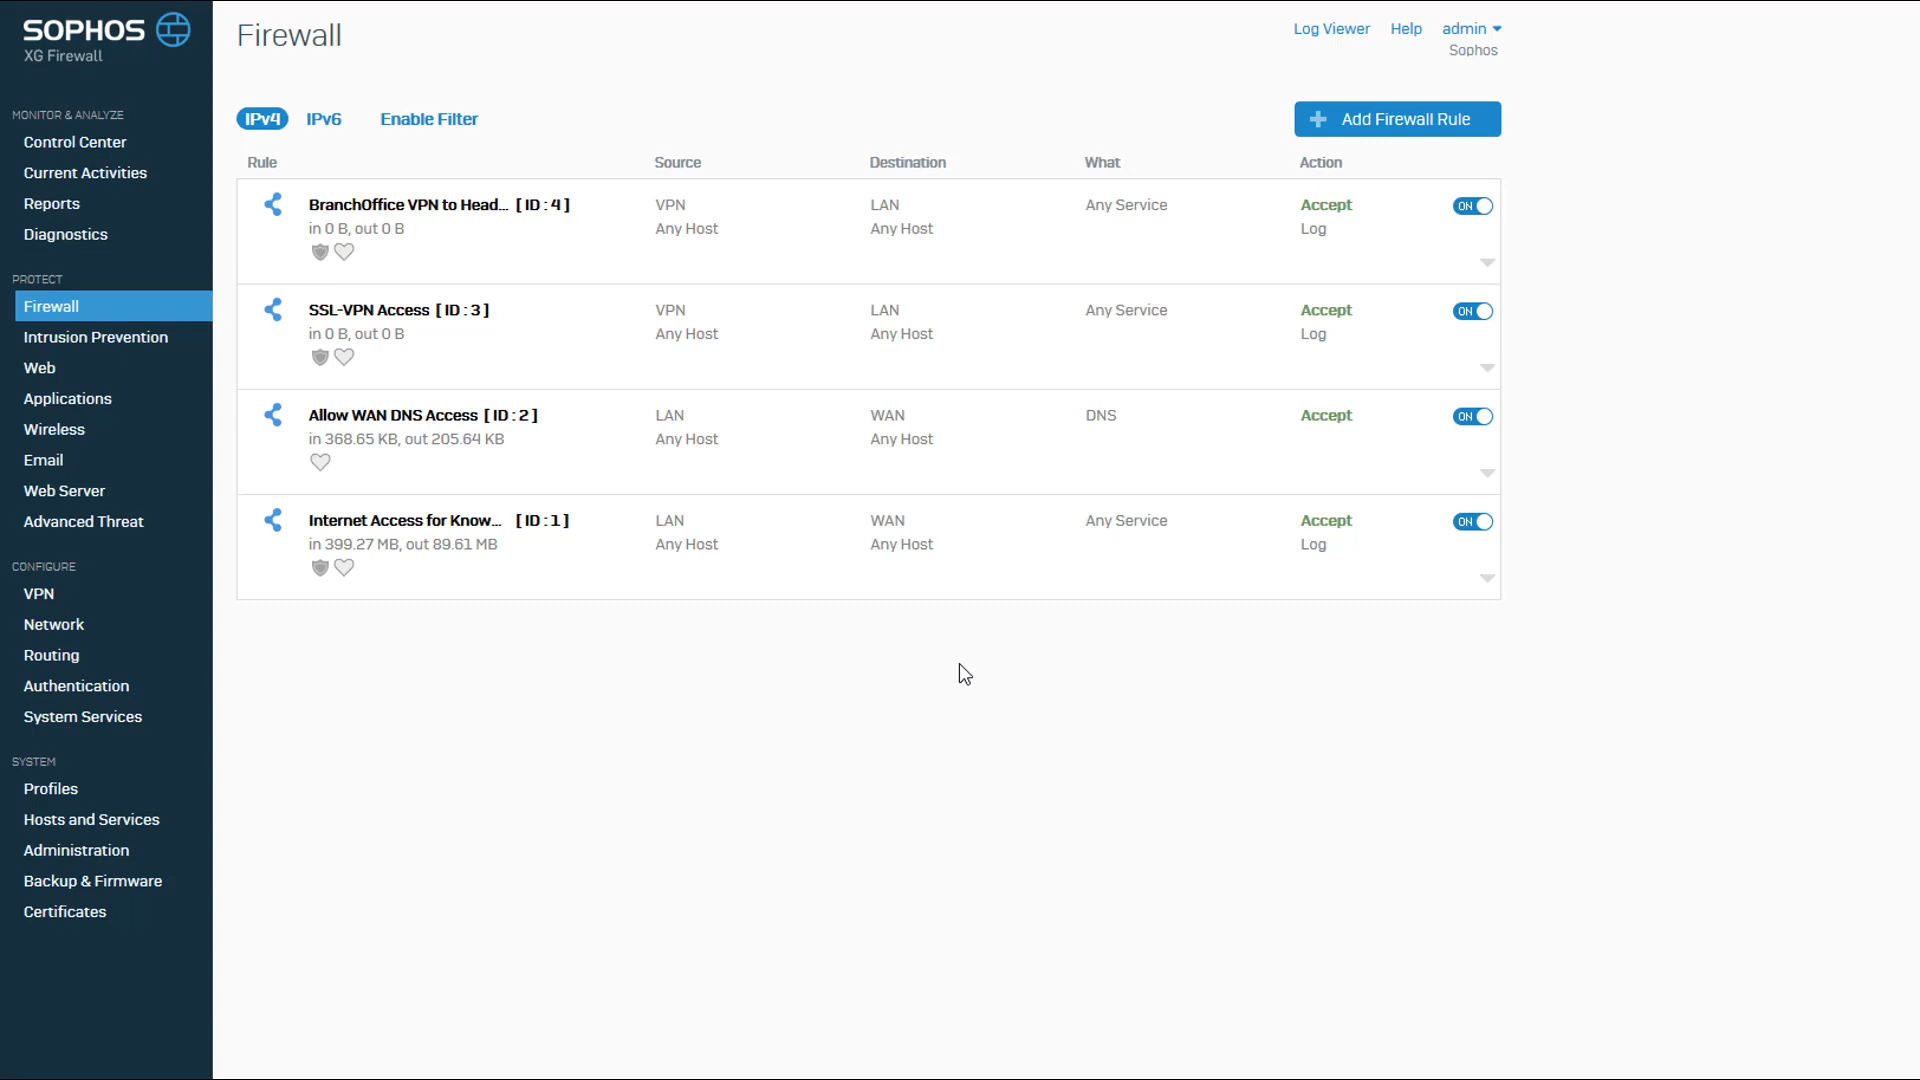 SOPHOS
XG Firewall
MONITOR & ANALYZE
Control Center
Current Activities
Reports
Diagnostics
PROTECT
Firewall
Intrusion Prevention
Web
Applications
Wireless
Email
Web Server
Advanced Threat
CONFIGURE
VPN
Network
Routing
Authentication
System Services
SYSTEM
Profiles
Hosts and Services
Administration
Backup & Firmware
Certificates
Firewall
Log Viewer Help admin
Sophos
IPv4 IPv6 Enable Filter
Add Firewall Rule
Rule Source Destination What Action
BranchOffice VPN to Head... [ ID : 4 ] VPN LAN Any Service Accept ON
in 0 B, out 0 B Any Host Any Host Log
SSL-VPN Access [ ID : 3 ] VPN LAN Any Service Accept ON
in 0 B, out 0 B Any Host Any Host Log
Allow WAN DNS Access [ ID : 2 ] LAN WAN DNS Accept ON
in 368.65 KB, out 205.64 KB Any Host Any Host
Internet Access for Know... [ ID : 1 ] LAN WAN Any Service Accept ON
in 399.27 MB, out 89.61 MB Any Host Any Host Log